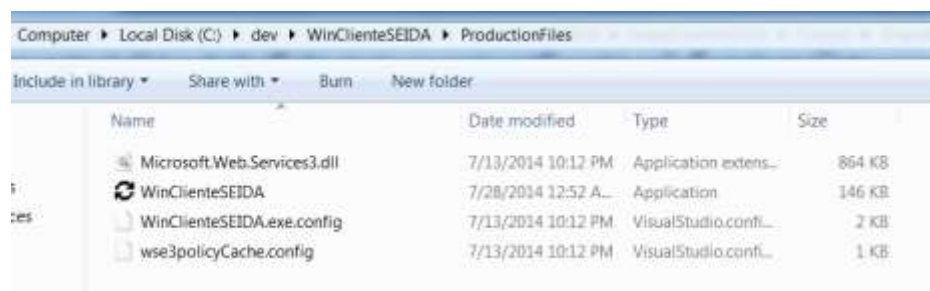 Computer ▸ Local Disk (C:) ▸ dev ▸ WinClienteSEIDA ▸ ProductionFiles
Include in library ▾ Share with ▾ Burn New folder
Name Date modified Type Size
Microsoft.Web.Services3.dll 7/13/2014 10:12 PM Application extens... 864 KB
WinClienteSEIDA 7/28/2014 12:52 A... Application 146 KB
WinClienteSEIDA.exe.config 7/13/2014 10:12 PM VisualStudio.confi... 2 KB
wse3policyCache.config 7/13/2014 10:12 PM VisualStudio.confi... 1 KB